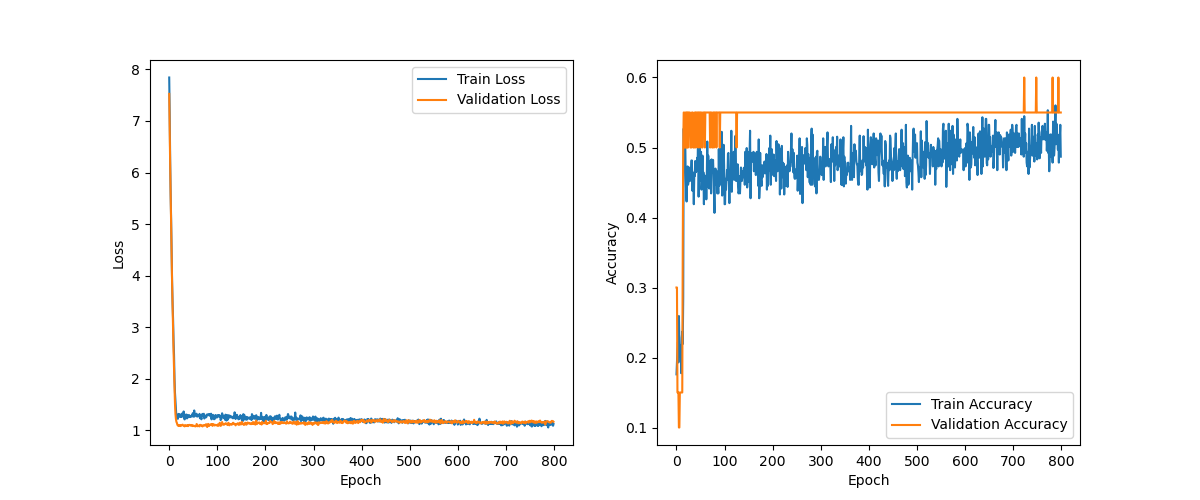 8
7
6
5
4
3
2
1
Loss
0 100 200 300 400 500 600 700 800
Epoch
Train Loss
Validation Loss
0.6
0.5
0.4
0.3
0.2
0.1
Accuracy
0 100 200 300 400 500 600 700 800
Epoch
Train Accuracy
Validation Accuracy